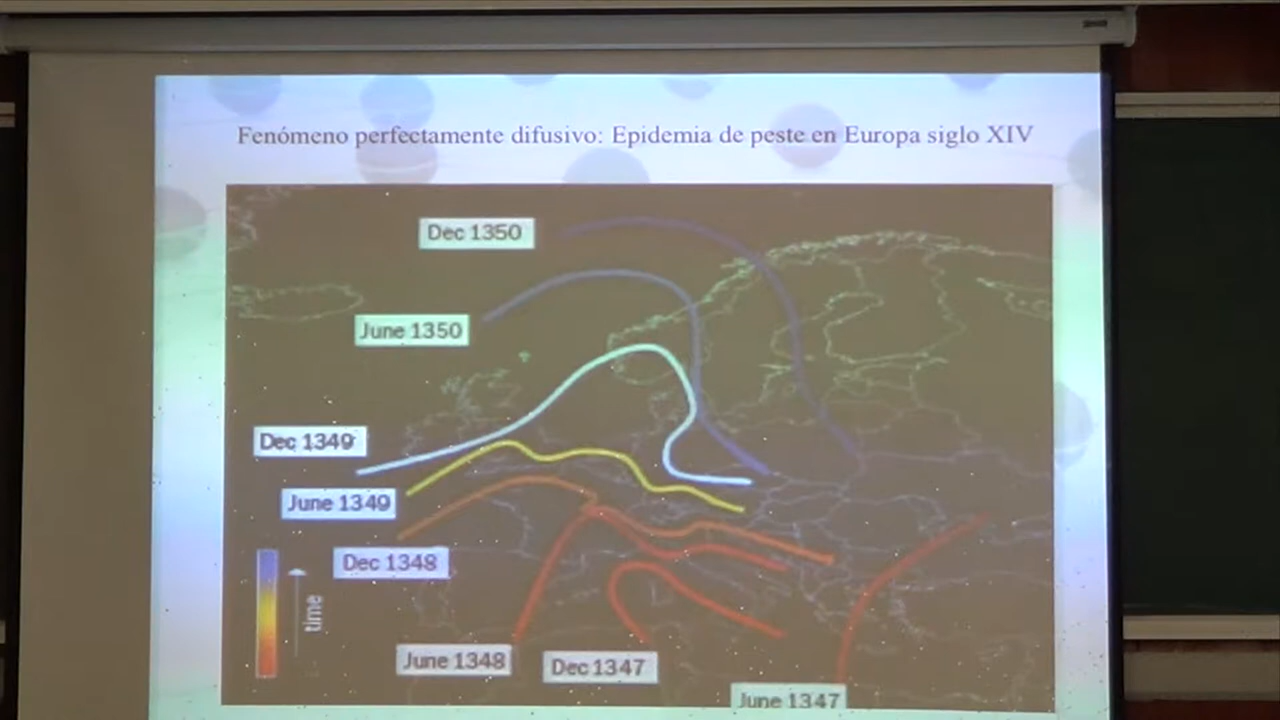 Fenómeno perfectamente difusivo: Epidemia de peste en Europa siglo XIV
Dec 1350
June 1350
Dec 1349
June 1349
Dec 1348
time
June 1348
Dec 1347
June 1347